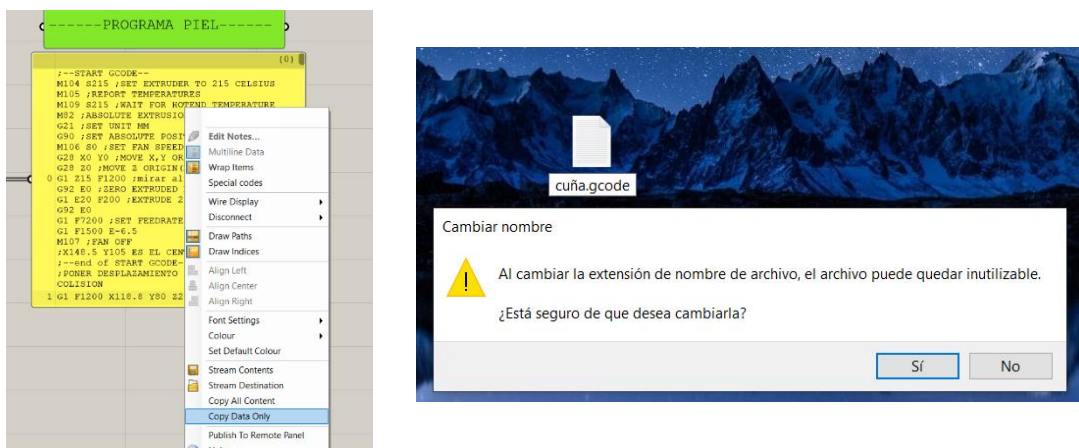 ------PROGRAMA PIEL------
{0}
;--START GCODE--
M104 S215 ;SET EXTRUDER TO 215 CELSIUS
M105 ;REPORT TEMPERATURES
M109 S215 ;WAIT FOR HOTEND TEMPERATURE
M82 ;ABSOLUTE EXTRUSIO
G21 ;SET UNIT MM
G90 ;SET ABSOLUTE POSIT
M106 S0 ;SET FAN SPEED
G28 X0 Y0 ;MOVE X,Y OR
G28 Z0 ;MOVE Z ORIGIN(
0 G1 Z15 F1200 ;mirar al
G92 E0 ;ZERO EXTRUDED
G1 E20 F200 ;EXTRUDE 2
G92 E0
G1 F7200 ;SET FEEDRATE
G1 F1500 E-6.5
M107 ;FAN OFF
;X148.5 Y105 ES EL CEN
;--end of START GCODE-
;PONER DESPLAZAMIENTO
COLISION
1 G1 F1200 X118.8 Y80 Z2
Edit Notes...
Multiline Data
Wrap Items
Special codes
Wire Display
Disconnect
Draw Paths
Draw Indices
Align Left
Align Center
Align Right
Font Settings
Colour
Set Default Colour
Stream Contents
Stream Destination
Copy All Content
Copy Data Only
Publish To Remote Panel
cuña.gcode
Cambiar nombre
Al cambiar la extensión de nombre de archivo, el archivo puede quedar inutilizable.
¿Está seguro de que desea cambiarla?
Sí
No